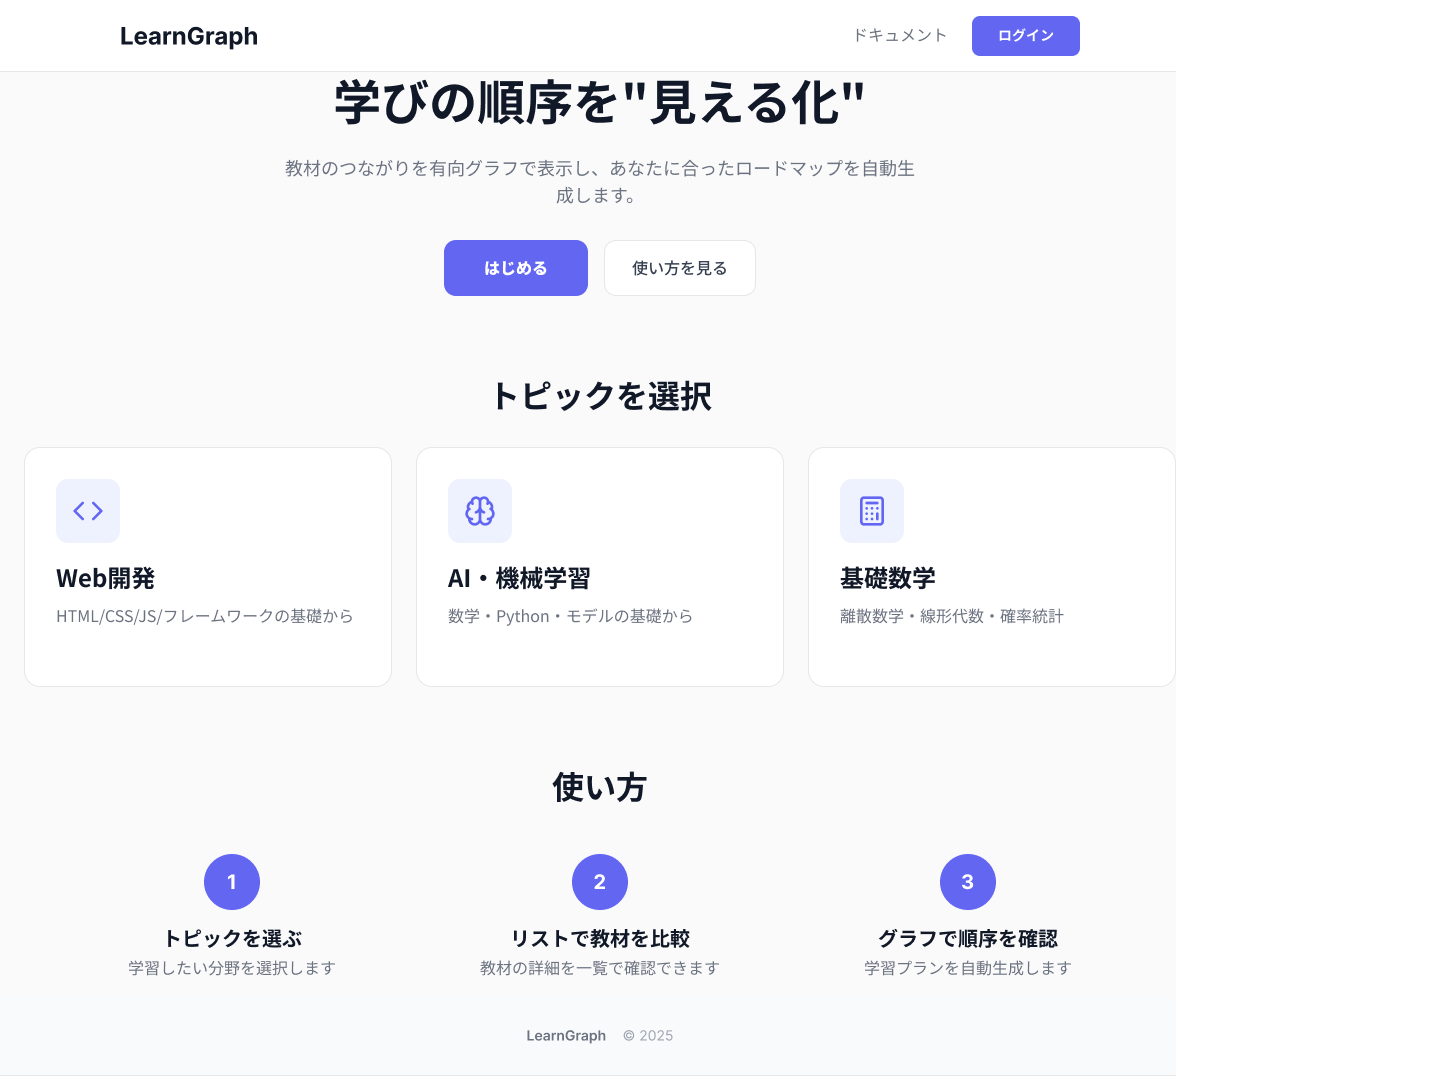 LearnGraph
ドキュメント
ログイン
学びの順序を"見える化"
教材のつながりを有向グラフで表示し、あなたに合ったロードマップを自動生
成します。
はじめる
使い方を見る
トピックを選択
Web開発
HTML/CSS/JS/フレームワークの基礎から
AI・機械学習
数学・Python・モデルの基礎から
基礎数学
離散数学・線形代数・確率統計
使い方
1
トピックを選ぶ
学習したい分野を選択します
2
リストで教材を比較
教材の詳細を一覧で確認できます
3
グラフで順序を確認
学習プランを自動生成します
LearnGraph © 2025